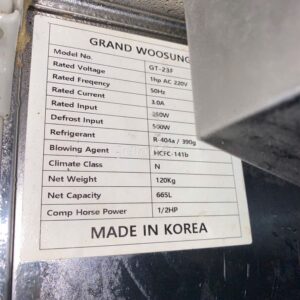 GRAND WOOSUNG
Model No. GT-23F
Rated Voltage 1hp AC 220V
Rated Freqency 50Hz
Rated Current 3.0A
Rated Input
Defrost Input 500W
Refrigerant R-404a / 390g
Blowing Agent HCFC-141b
Climate Class N
Net Weight 120Kg
Net Capacity 665L
Comp Horse Power 1/2HP
MADE IN KOREA